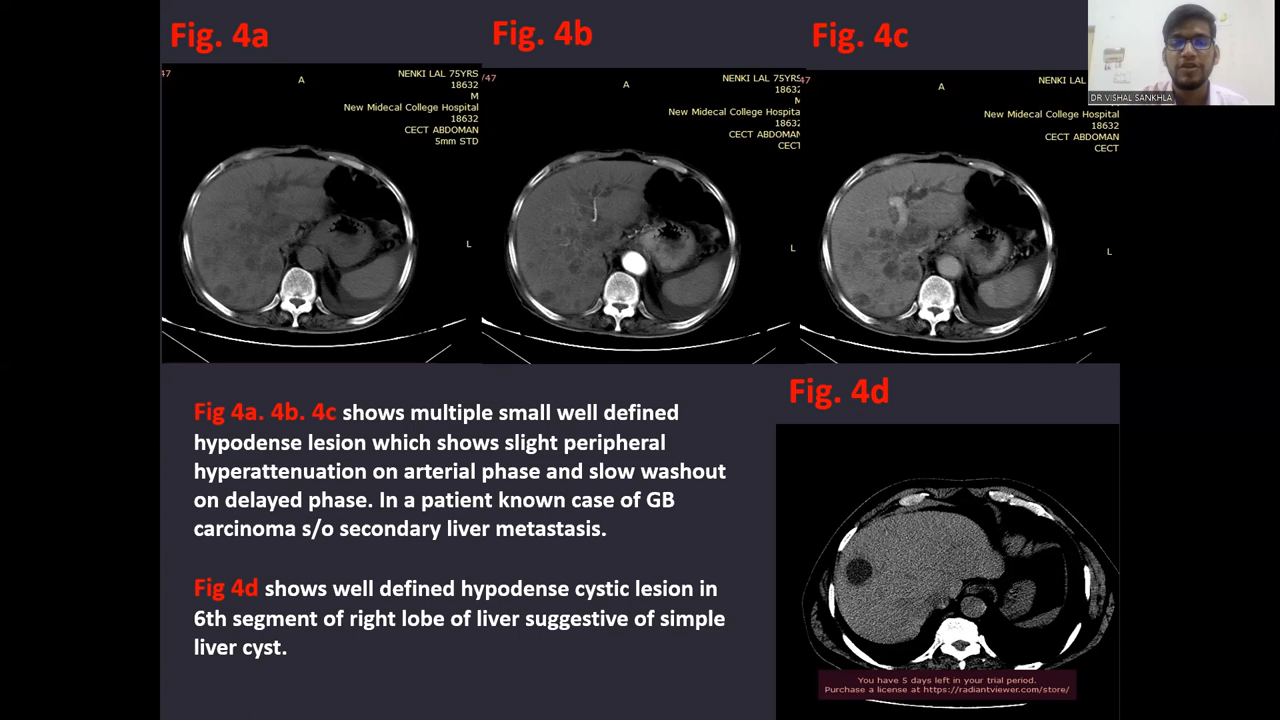 Fig. 4a
Fig. 4b
Fig. 4c
DR VISHAL SANKHLA
47
A
NENKI LAL 75YRS
18632
M
New Midecal College Hospital
18632
CECT ABDOMAN
5mm STD
L
/47
A
NENKI LAL 75YRS
18632
M
New Midecal College Hospita
18632
CECT ABDOMAN
CECT
L
47
A
NENKI LAL
18632
New Midecal College Hospital
18632
CECT ABDOMAN
CECT
L
Fig 4a. 4b. 4c shows multiple small well defined
hypodense lesion which shows slight peripheral
hyperattenuation on arterial phase and slow washout
on delayed phase. In a patient known case of GB
carcinoma s/o secondary liver metastasis.
Fig 4d shows well defined hypodense cystic lesion in
6th segment of right lobe of liver suggestive of simple
liver cyst.
Fig. 4d
You have 5 days left in your trial period.
Purchase a license at https://radiantviewer.com/store/